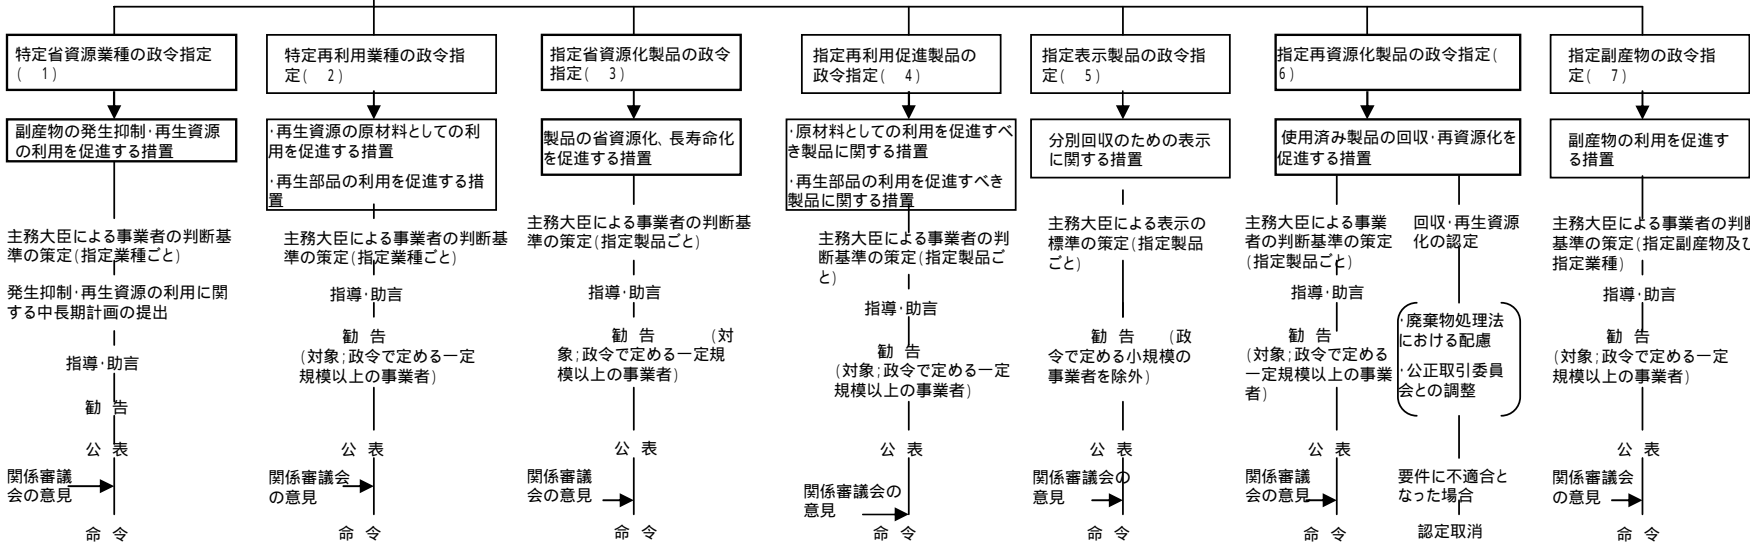 特定省資源業種の政令指定
(　1)
副産物の発生抑制・再生資源
の利用を促進する措置
主務大臣による事業者の判断基
準の策定(指定業種ごと)
発生抑制・再生資源の利用に関
する中長期計画の提出
指導・助言
勧 告
公 表
関係審議
会の意見
命 令
特定再利用業種の政令指
定(　2)
・再生資源の原材料としての利
用を促進する措置
・再生部品の利用を促進する措
置
主務大臣による事業者の判断基
準の策定(指定業種ごと)
指導・助言
勧 告
(対象;政令で定める一定
規模以上の事業者)
公 表
関係審議会
の意見
命 令
指定省資源化製品の政令
指定(　3)
製品の省資源化、長寿命化
を促進する措置
主務大臣による事業者の判断基
準の策定(指定製品ごと)
指導・助言
勧 告　　(対
象;政令で定める一定規
模以上の事業者)
公 表
関係審議
会の意見
命 令
指定再利用促進製品の
政令指定(　4)
・原材料としての利用を促進すべ
き製品に関する措置
・再生部品の利用を促進すべき
製品に関する措置
主務大臣による事業者の判
断基準の策定(指定製品ご
と)
指導・助言
勧 告
(対象;政令で定める一定
規模以上の事業者)
公 表
関係審議会の
意見
命 令
指定表示製品の政令指
定(　5)
分別回収のための表示
に関する措置
主務大臣による表示の
標準の策定(指定製品
ごと)
勧 告　(政
令で定める小規模の
事業者を除外)
公 表
関係審議会の
意見
命 令
指定再資源化製品の政令指定(
6)
使用済み製品の回収・再資源化を
促進する措置
主務大臣による事業
者の判断基準の策定
(指定製品ごと)
指導・助言
勧 告
(対象;政令で定める
一定規模以上の事業
者)
公 表
関係審議
会の意見
命 令
回収・再生資源
化の認定
・廃棄物処理法
における配慮
・公正取引委員
会との調整
要件に不適合と
なった場合
認定取消
指定副産物の政令指
定(　7)
副産物の利用を促進す
る措置
主務大臣による事業者の判断
基準の策定(指定副産物及び
指定業種)
指導・助言
勧 告
(対象;政令で定める一定
規模以上の事業者)
公 表
関係審議会
の意見
命 令